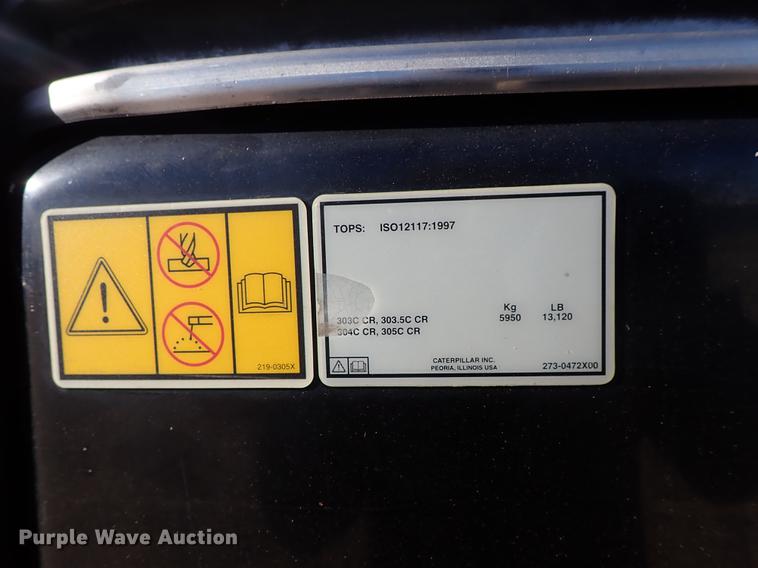 TOPS: ISO12117:1997
Kg LB
303C CR, 303.5C CR 5950 13,120
304C CR, 305C CR
CATERPILLAR INC.
PEORIA, ILLINOIS USA
273-0472X00
219-0305X
Purple Wave Auction